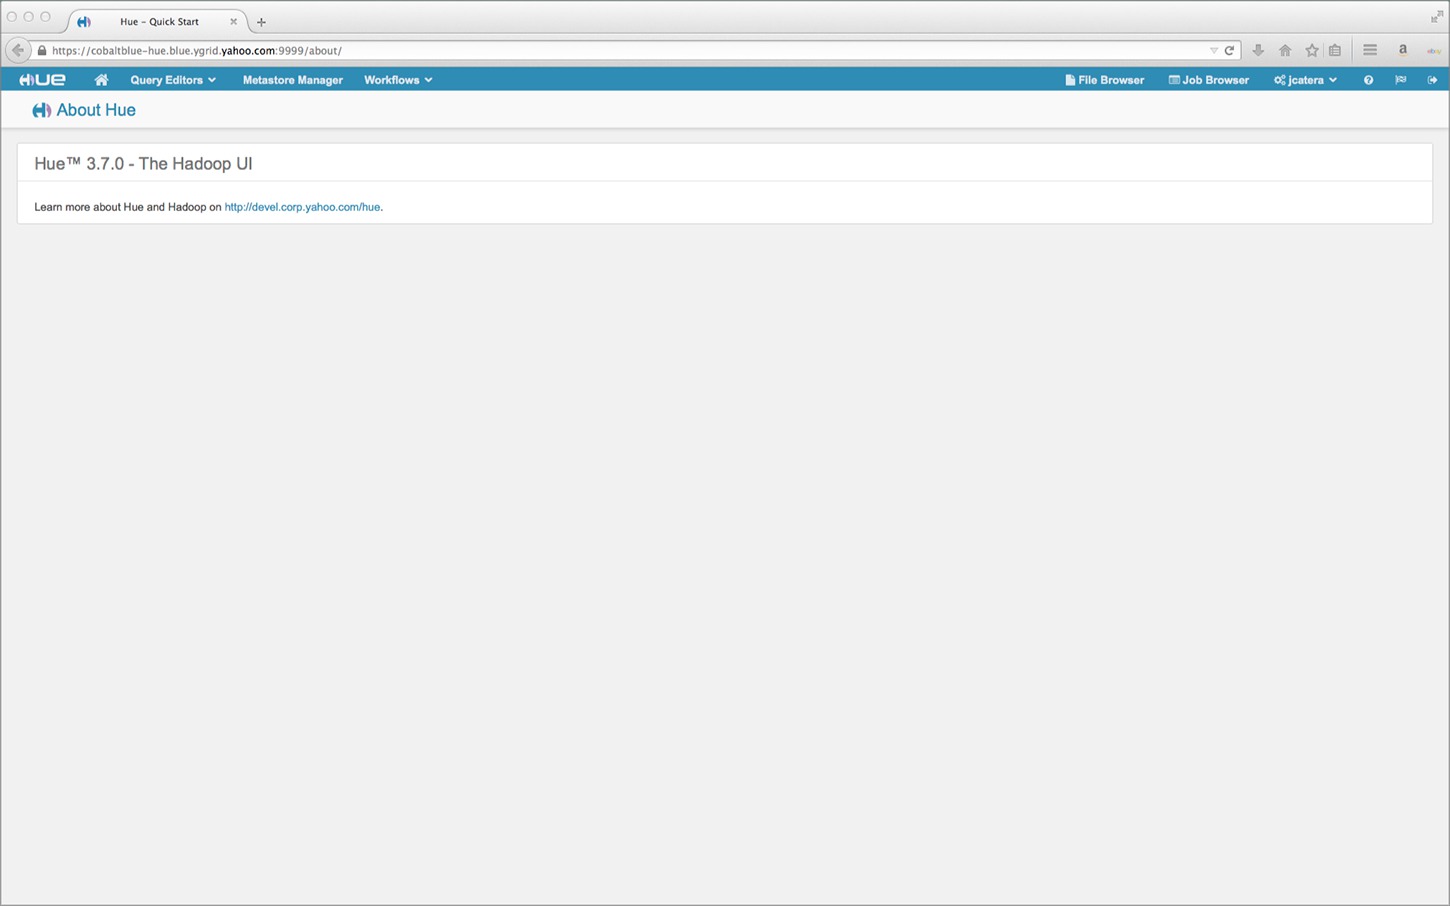 Hue – Quick Start
https://cobaltblue-hue.blue.ygrid.yahoo.com:9999/about/
HUE Query Editors Metastore Manager Workflows File Browser Job Browser jcatera
About Hue
Hue™ 3.7.0 - The Hadoop UI
Learn more about Hue and Hadoop on http://devel.corp.yahoo.com/hue.